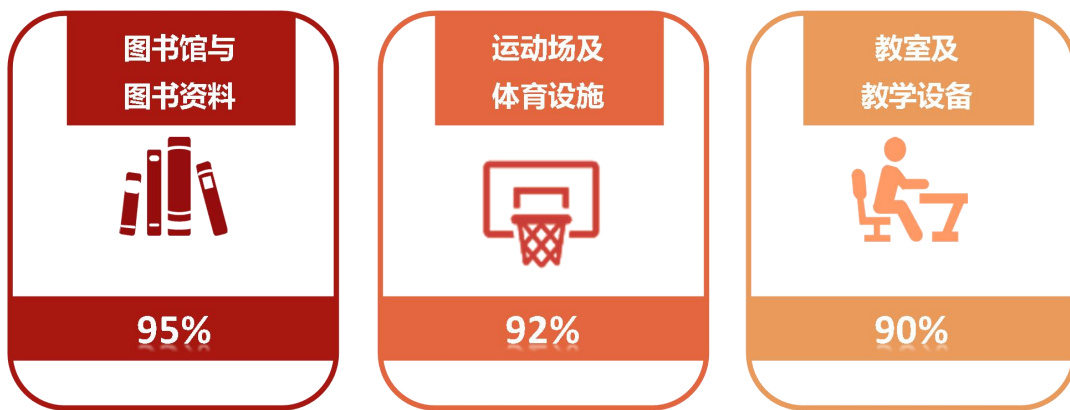 图书馆与
图书资料
95%
运动场及
体育设施
92%
教室及
教学设备
90%